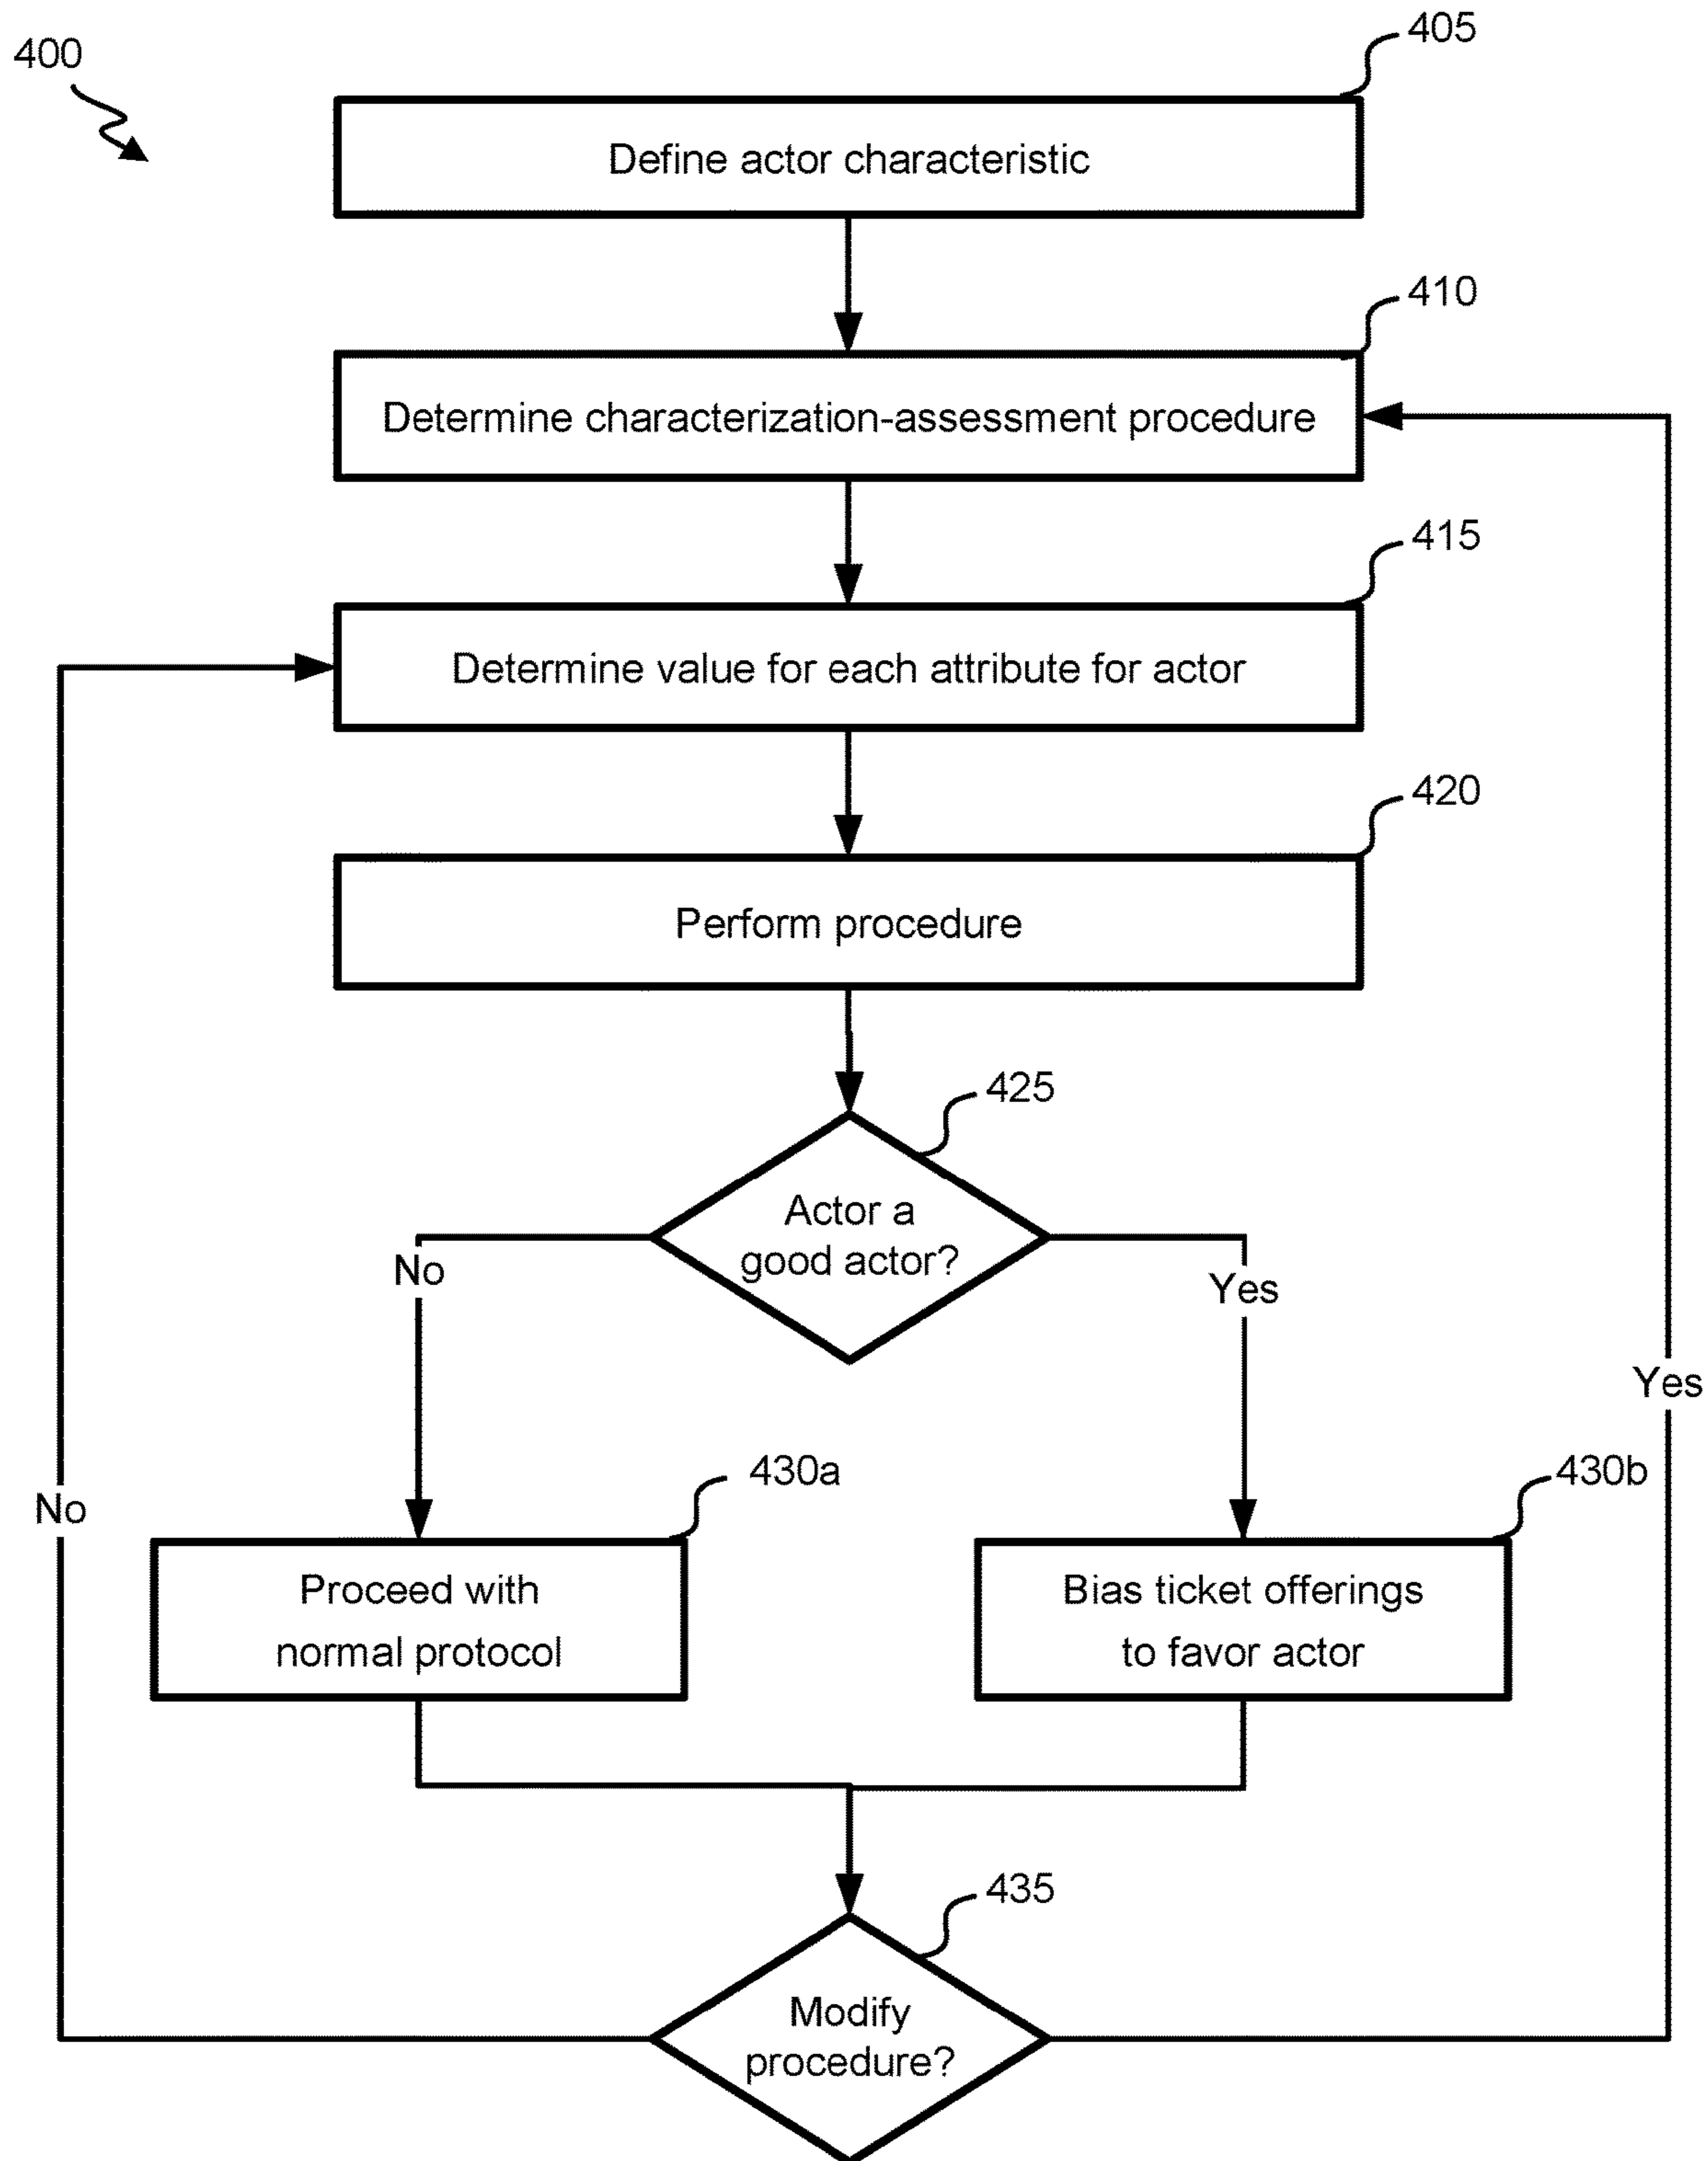 400
405
Define actor characteristic
410
Determine characterization-assessment procedure
415
Determine value for each attribute for actor
420
Perform procedure
425
Actor a
good actor?
No
Yes
Yes
430a
430b
No
Proceed with
normal protocol
Bias ticket offerings
to favor actor
435
Modify
procedure?